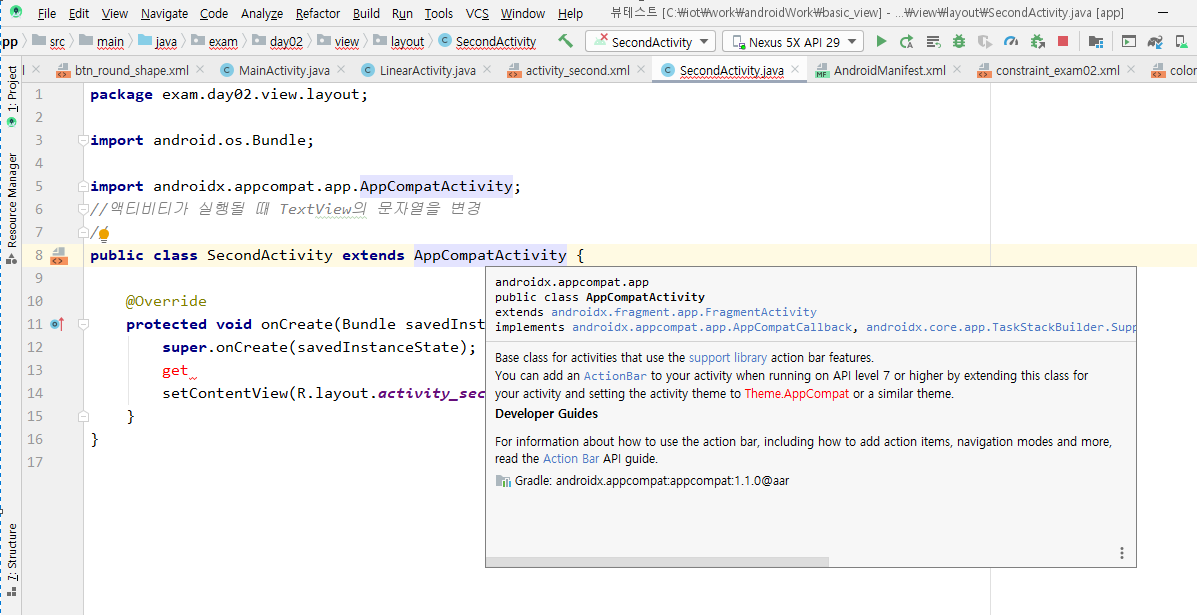 File Edit View Navigate Code Analyze Refactor Build Run Tools VCS Window Help 뷰테스트 [C:₩iot₩work₩androidWork₩basic_view] - ...₩view₩layout₩SecondActivity.java [app]
pp src main java exam day02 view layout SecondActivity SecondActivity Nexus 5X API 29
btn_round_shape.xml MainActivity.java LinearActivity.java activity_second.xml SecondActivity.java AndroidManifest.xml constraint_exam02.xml color
1: Project
Resource Manager
7: Structure
1 package exam.day02.view.layout;
2
3 import android.os.Bundle;
4
5 import androidx.appcompat.app.AppCompatActivity;
6 //액티비티가 실행될 때 TextView의 문자열을 변경
7 //
8 public class SecondActivity extends AppCompatActivity {
9
10 @Override
11 protected void onCreate(Bundle savedInst
12 super.onCreate(savedInstanceState);
13 get
14 setContentView(R.layout.activity_sec
15 }
16 }
17
androidx.appcompat.app
public class AppCompatActivity
extends androidx.fragment.app.FragmentActivity
implements androidx.appcompat.app.AppCompatCallback, androidx.core.app.TaskStackBuilder.Supp
Base class for activities that use the support library action bar features.
You can add an ActionBar to your activity when running on API level 7 or higher by extending this class for
your activity and setting the activity theme to Theme.AppCompat or a similar theme.
Developer Guides
For information about how to use the action bar, including how to add action items, navigation modes and more,
read the Action Bar API guide.
Gradle: androidx.appcompat:appcompat:1.1.0@aar